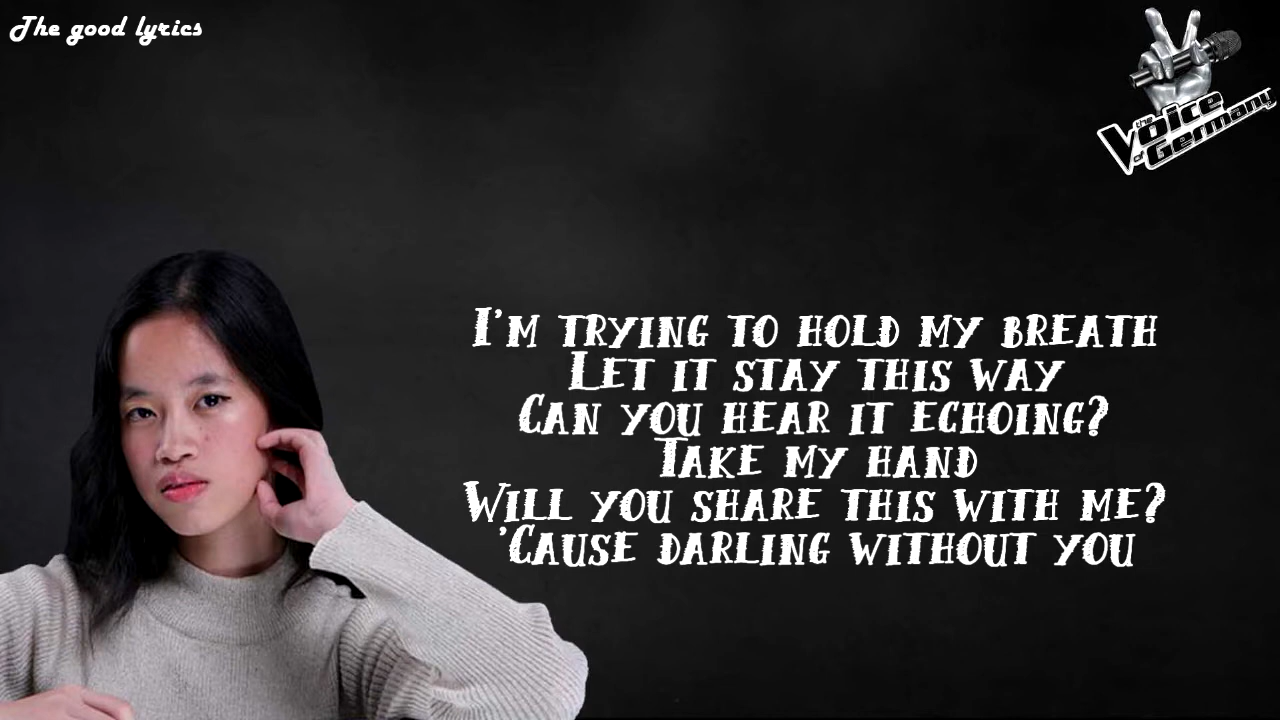 The good lyrics
the
Voice
of
Germany
I'M TRYING TO HOLD MY BREATH
LET IT STAY THIS WAY
CAN YOU HEAR IT ECHOING?
TAKE MY HAND
WILL YOU SHARE THIS WITH ME?
'CAUSE DARLING WITHOUT YOU